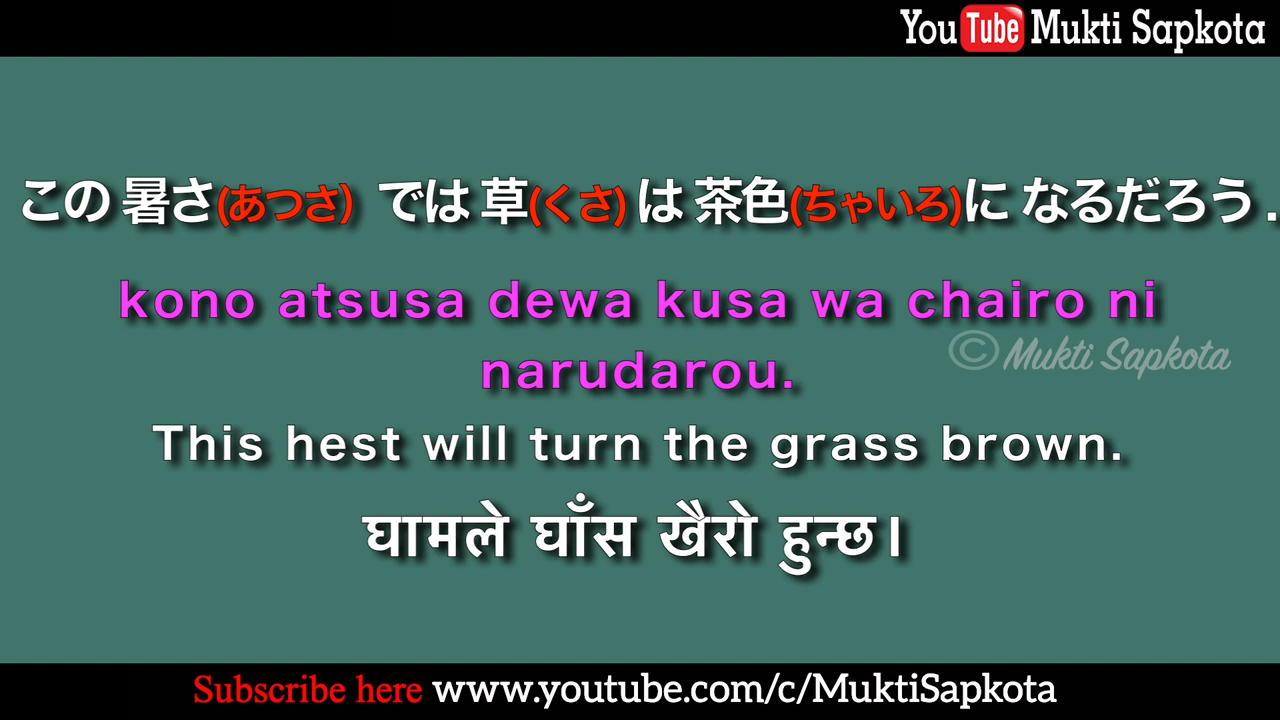 YouTube Mukti Sapkota
この 暑さ(あつさ) では 草(くさ) は 茶色(ちゃいろ)に なるだろう .
kono atsusa dewa kusa wa chairo ni
© Mukti Sapkota
narudarou.
This hest will turn the grass brown.
घामले घाँस खैरो हुन्छ।
Subscribe here www.youtube.com/c/MuktiSapkota